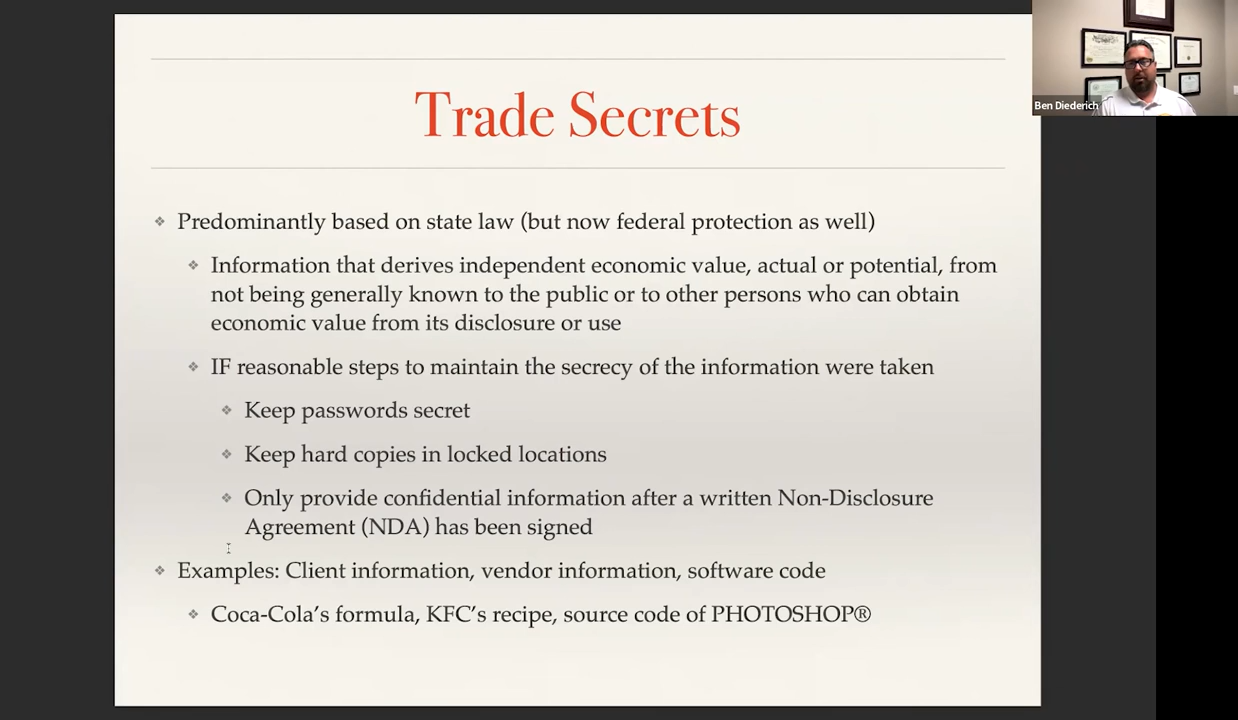 Trade Secrets
Ben Diederich
Predominantly based on state law (but now federal protection as well)
Information that derives independent economic value, actual or potential, from
not being generally known to the public or to other persons who can obtain
economic value from its disclosure or use
IF reasonable steps to maintain the secrecy of the information were taken
Keep passwords secret
Keep hard copies in locked locations
Only provide confidential information after a written Non-Disclosure
Agreement (NDA) has been signed
Examples: Client information, vendor information, software code
Coca-Cola’s formula, KFC’s recipe, source code of PHOTOSHOP®